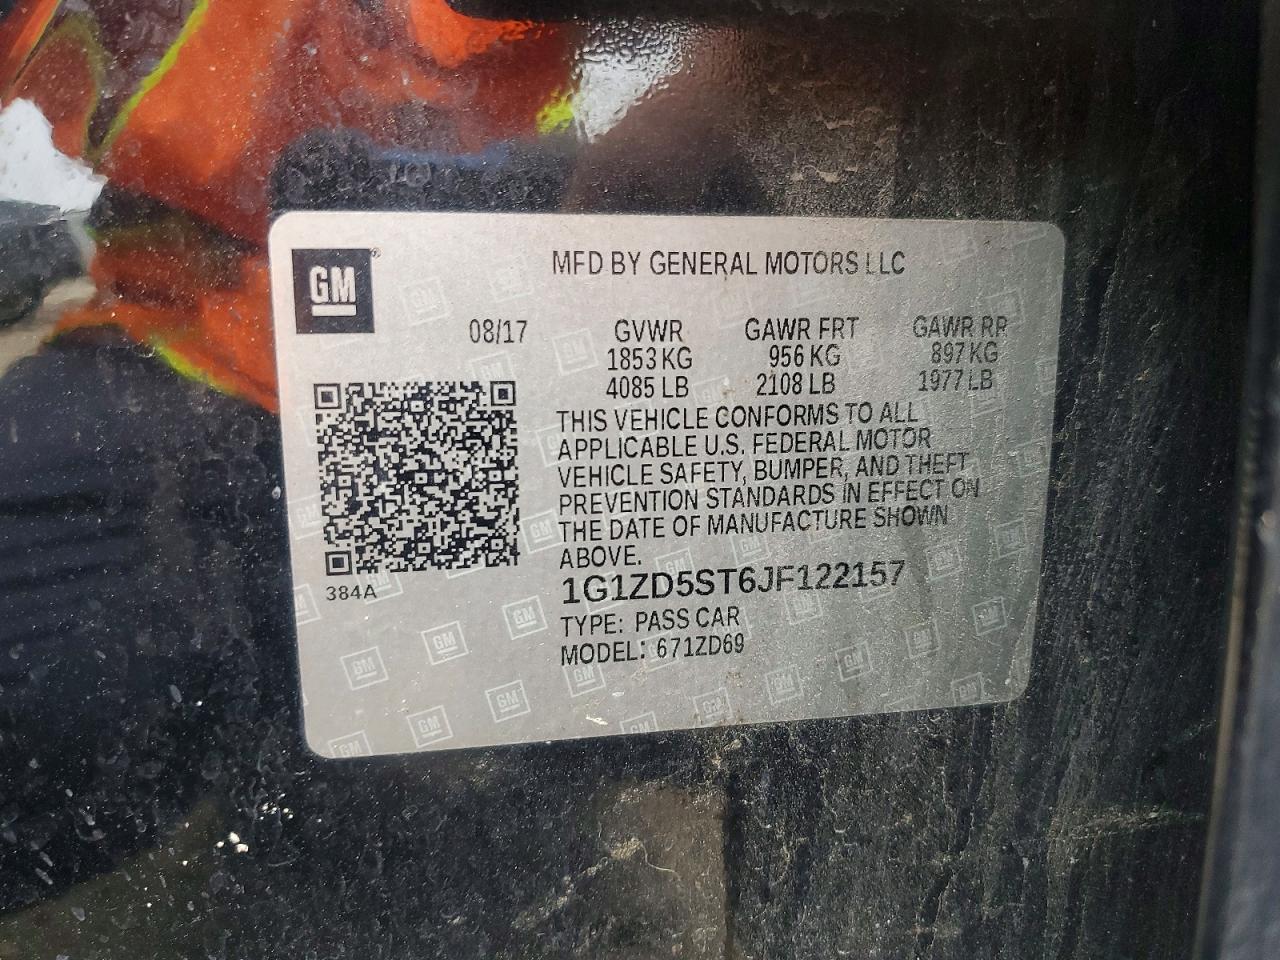 GM
MFD BY GENERAL MOTORS LLC
08/17 GVWR GAWR FRT GAWR RR
1853 KG 956 KG 897 KG
4085 LB 2108 LB 1977 LB
THIS VEHICLE CONFORMS TO ALL
APPLICABLE U.S. FEDERAL MOTOR
VEHICLE SAFETY, BUMPER, AND THEFT
PREVENTION STANDARDS IN EFFECT ON
THE DATE OF MANUFACTURE SHOWN
ABOVE.
384A
1G1ZD5ST6JF122157
TYPE: PASS CAR
MODEL: 671ZD69